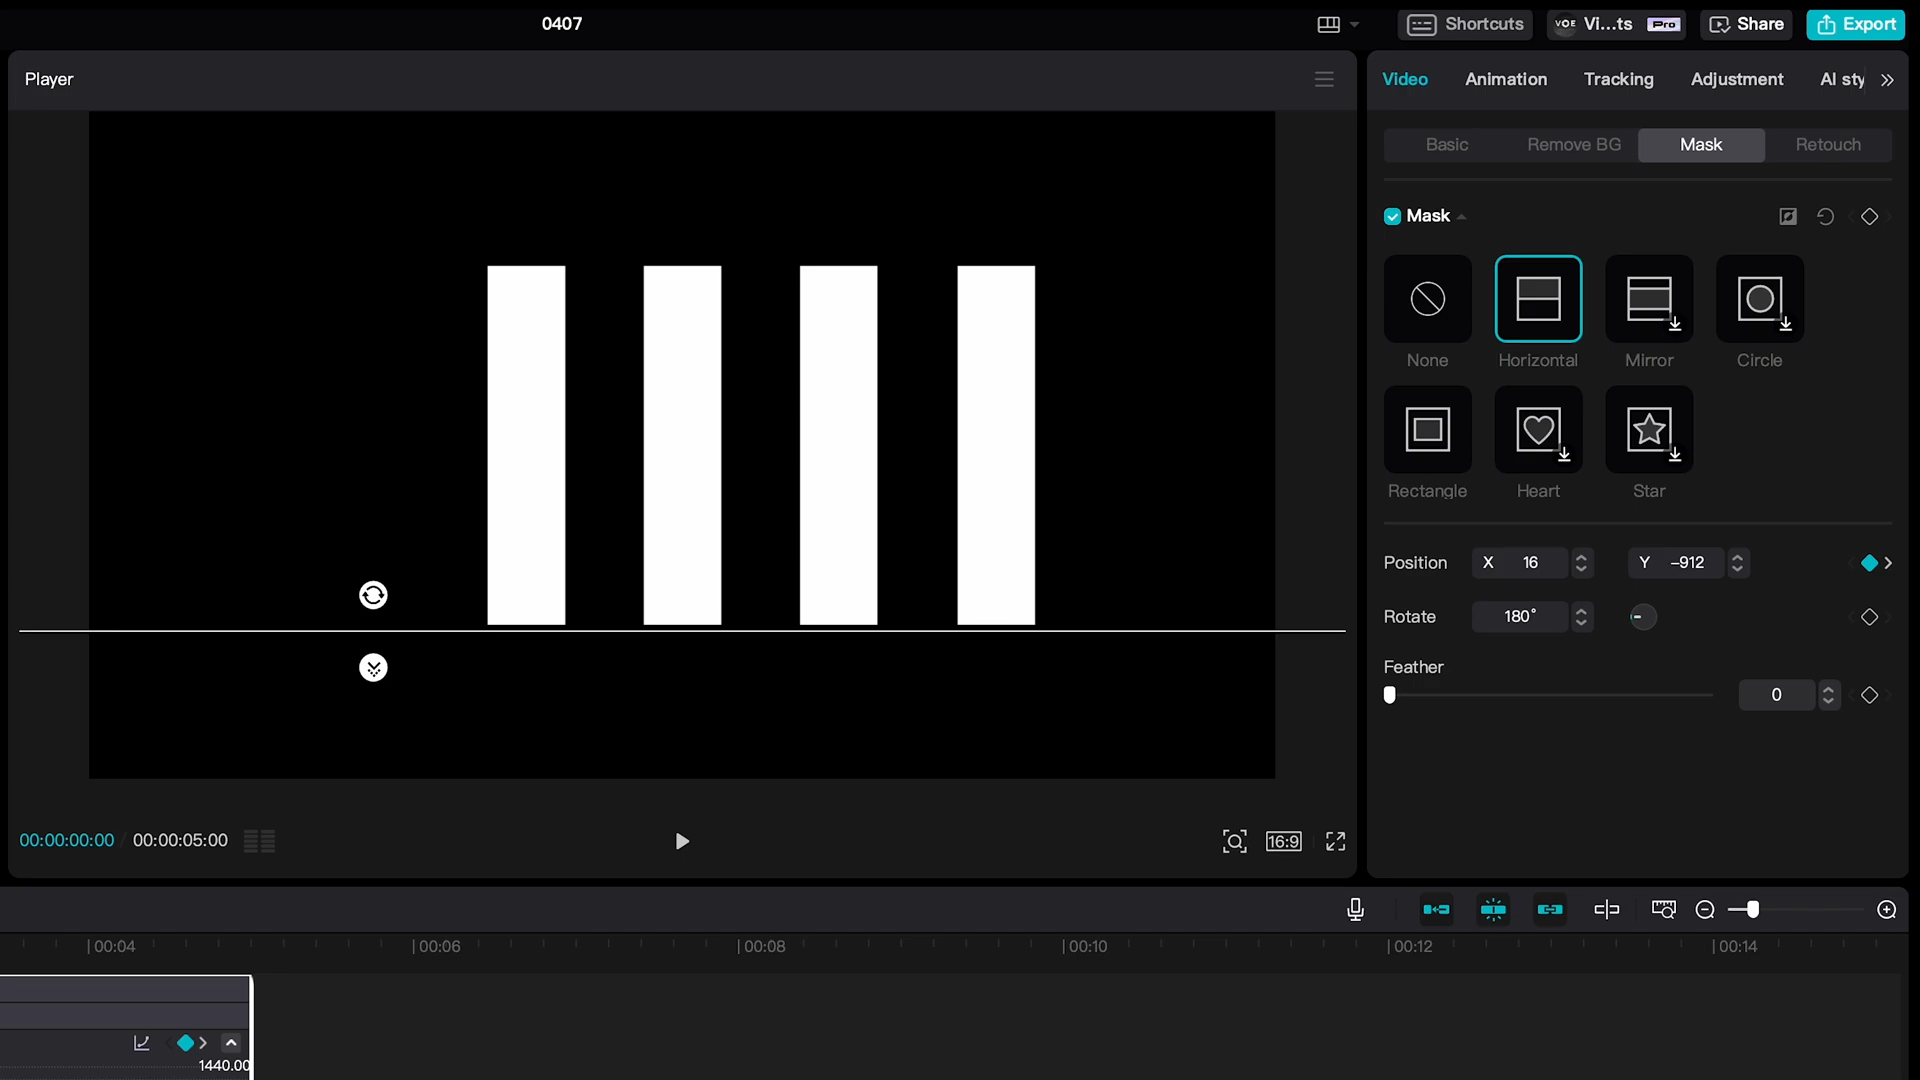 0407
Shortcuts
VOE Vi...ts Pro
Share
Export
Player
Video Animation Tracking Adjustment AI sty
Basic Remove BG Mask Retouch
Mask
None Horizontal Mirror Circle
Rectangle Heart Star
Position X 16 Y -912
Rotate 180°
Feather
0
00:00:00:00 / 00:00:05:00
16:9
00:04 00:06 00:08 00:10 00:12 00:14
1440.00